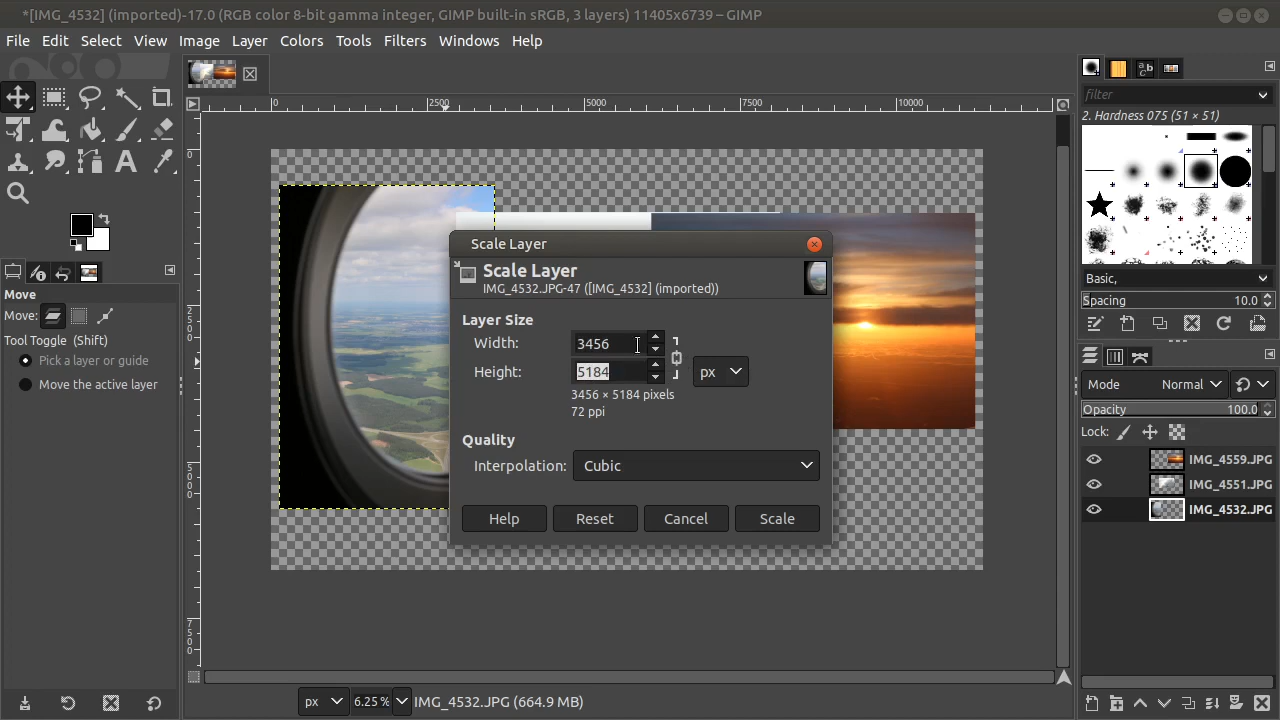 *[IMG_4532] (imported)-17.0 (RGB color 8-bit gamma integer, GIMP built-in sRGB, 3 layers) 11405x6739 – GIMP
File Edit Select View Image Layer Colors Tools Filters Windows Help
0 2500 5000 7500 10000
filter
2. Hardness 075 (51 × 51)
0
2500
5000
7500
Scale Layer
Scale Layer
IMG_4532.JPG-47 ([IMG_4532] (imported))
Layer Size
Width: 3456
Height: 5184 px
3456 × 5184 pixels
72 ppi
Quality
Interpolation: Cubic
Help Reset Cancel Scale
Move
Move:
Tool Toggle (Shift)
Pick a layer or guide
Move the active layer
Basic,
Spacing 10.0
Mode Normal
Opacity 100.0
Lock:
IMG_4559.JPG
IMG_4551.JPG
IMG_4532.JPG
px 6.25 % IMG_4532.JPG (664.9 MB)